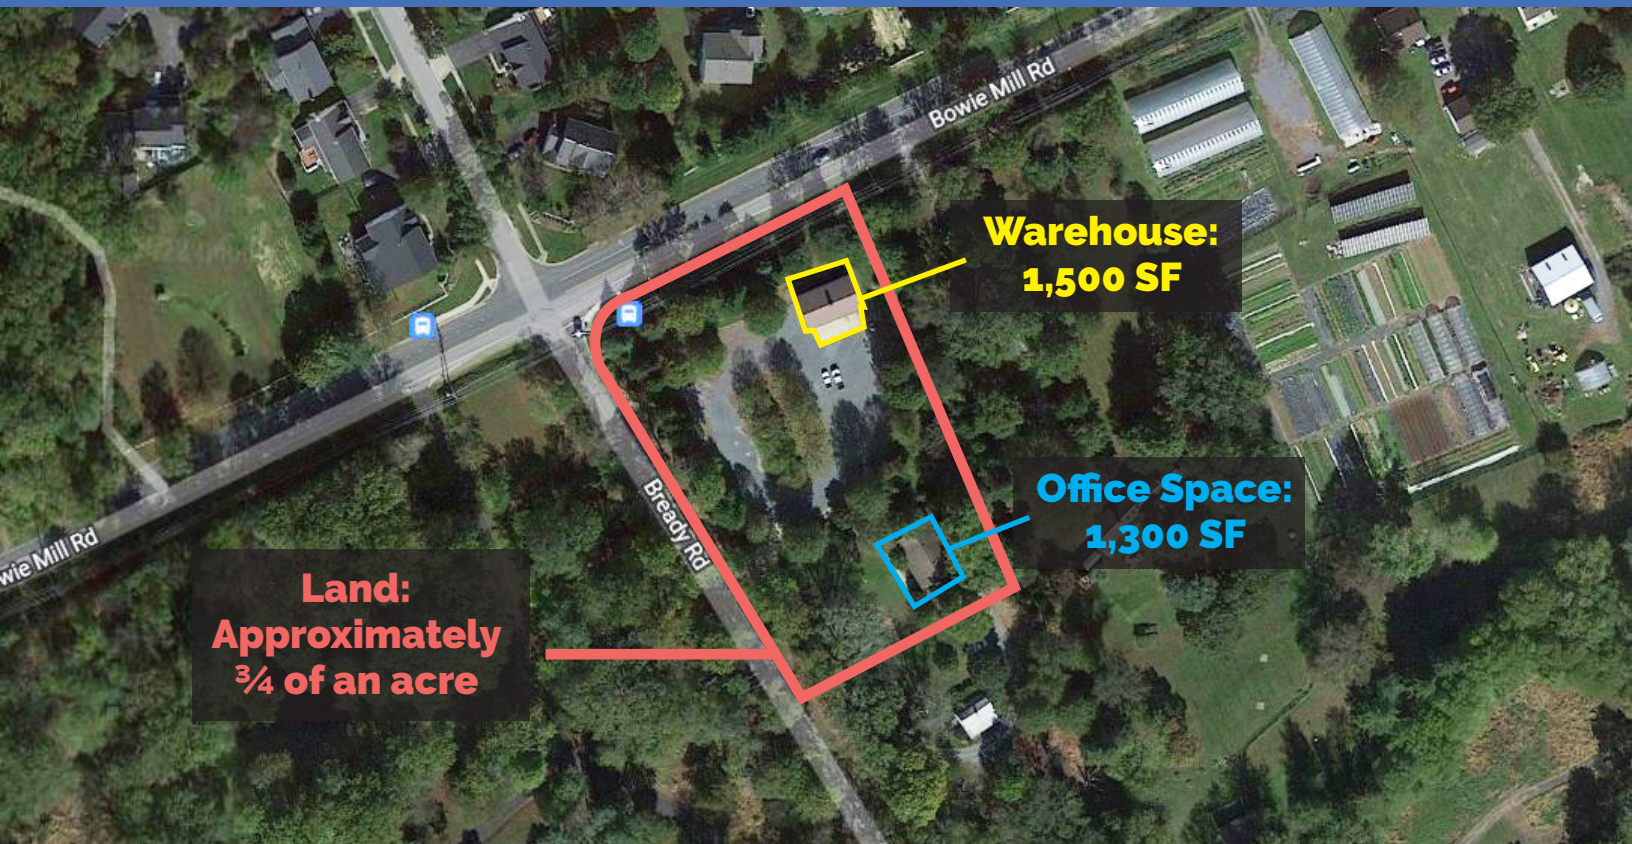 Bowie Mill Rd
Warehouse:
1,500 SF
Office Space:
1,300 SF
Bready Rd
wie Mill Rd
Land:
Approximately
¾ of an acre